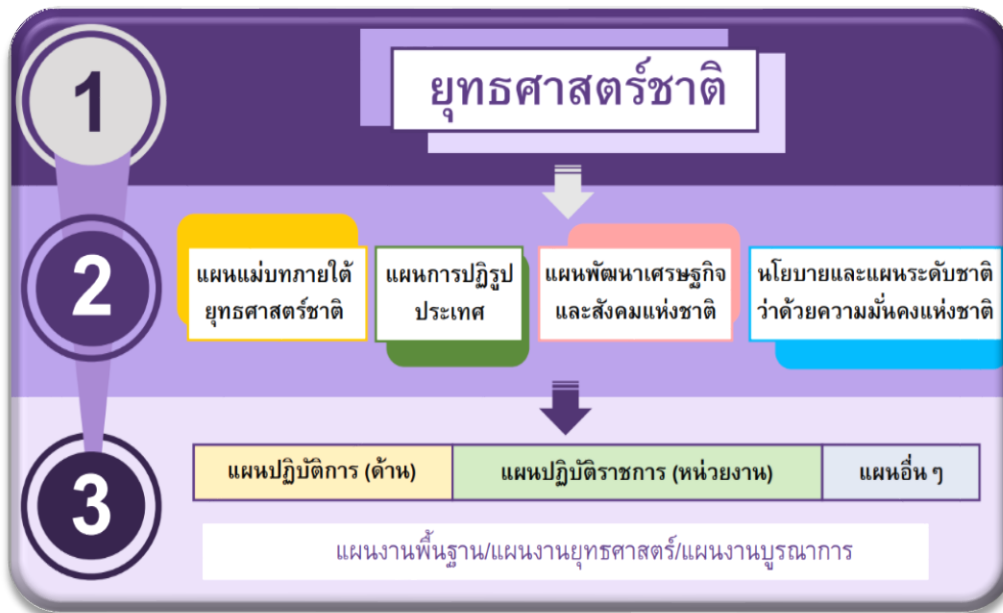 1
ยุทธศาสตร์ชาติ
2
แผนแม่บทภายใต้
ยุทธศาสตร์ชาติ
แผนการปฏิรูป
ประเทศ
แผนพัฒนาเศรษฐกิจ
และสังคมแห่งชาติ
นโยบายและแผนระดับชาติ
ว่าด้วยความมั่นคงแห่งชาติ
3
แผนปฏิบัติการ (ด้าน)
แผนปฏิบัติราชการ (หน่วยงาน)
แผนอื่น ๆ
แผนงานพื้นฐาน/แผนงานยุทธศาสตร์/แผนงานบูรณาการ